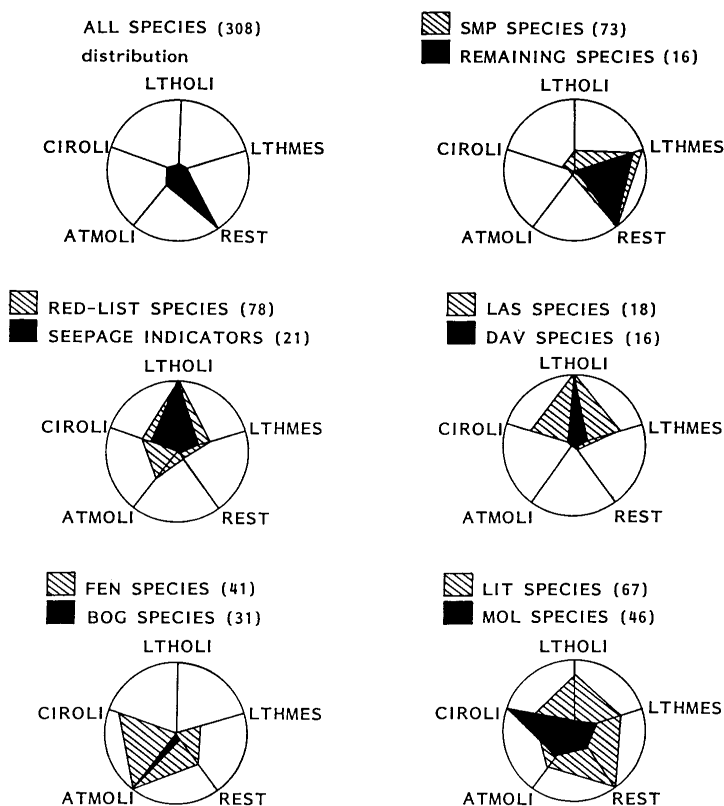 ALL SPECIES (308)
distribution
LTHOLI
CIROLI
LTHMES
ATMOLI
REST
SMP SPECIES (73)
REMAINING SPECIES (16)
LTHOLI
CIROLI
LTHMES
ATMOLI
REST
RED-LIST SPECIES (78)
SEEPAGE INDICATORS (21)
LTHOLI
CIROLI
LTHMES
ATMOLI
REST
LAS SPECIES (18)
DAV SPECIES (16)
LTHOLI
CIROLI
LTHMES
ATMOLI
REST
FEN SPECIES (41)
BOG SPECIES (31)
LTHOLI
CIROLI
LTHMES
ATMOLI
REST
LIT SPECIES (67)
MOL SPECIES (46)
LTHOLI
CIROLI
LTHMES
ATMOLI
REST